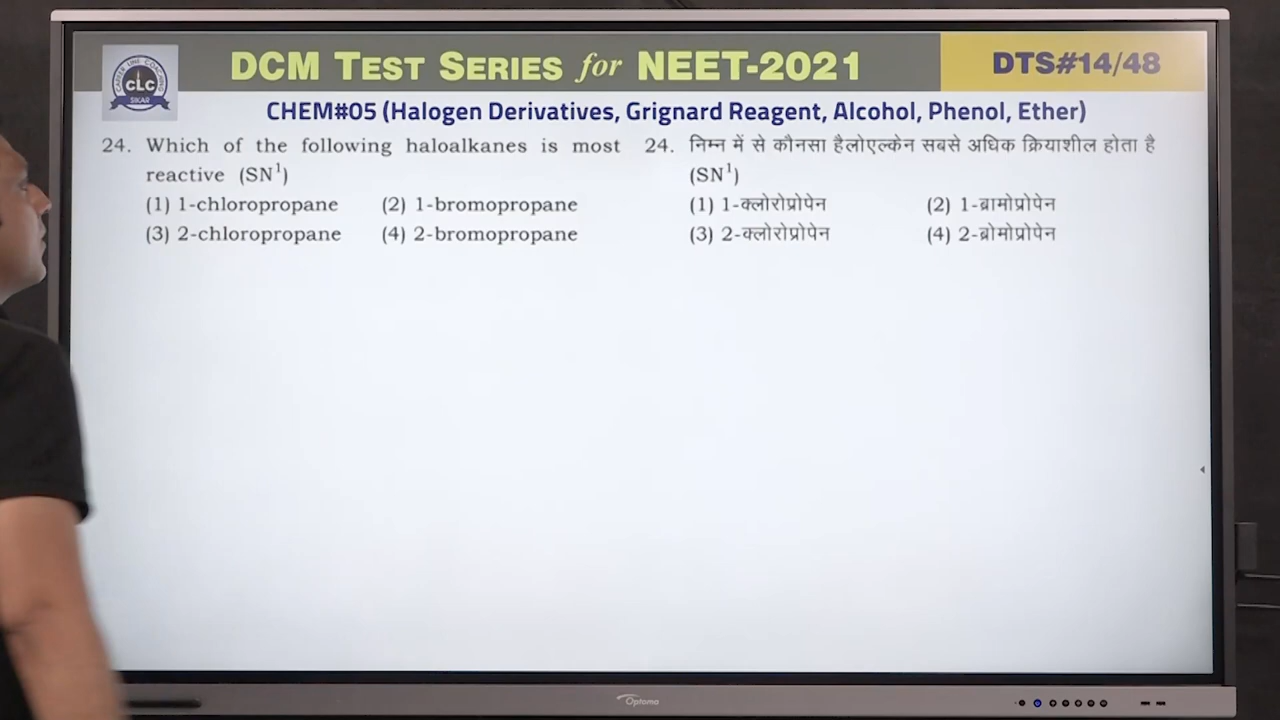 CAREER LINE COACHING
CLC
SIKAR
DCM TEST SERIES for NEET-2021
DTS#14/48
CHEM#05 (Halogen Derivatives, Grignard Reagent, Alcohol, Phenol, Ether)
24. Which of the following haloalkanes is most
reactive (SN¹)
(1) 1-chloropropane (2) 1-bromopropane
(3) 2-chloropropane (4) 2-bromopropane
24. निम्न में से कौनसा हैलोएल्केन सबसे अधिक क्रियाशील होता है
(SN¹)
(1) 1-क्लोरोप्रोपेन (2) 1-ब्रामोप्रोपेन
(3) 2-क्लोरोप्रोपेन (4) 2-ब्रोमोप्रोपेन
Optoma